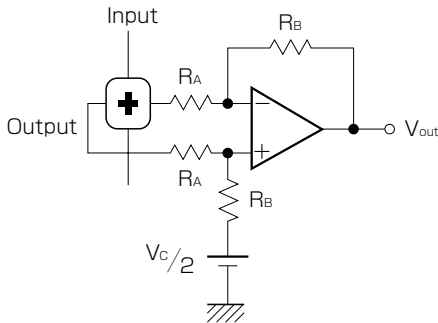 Input
RB
RA
−
Output
Vout
+
RA
RB
VC/2